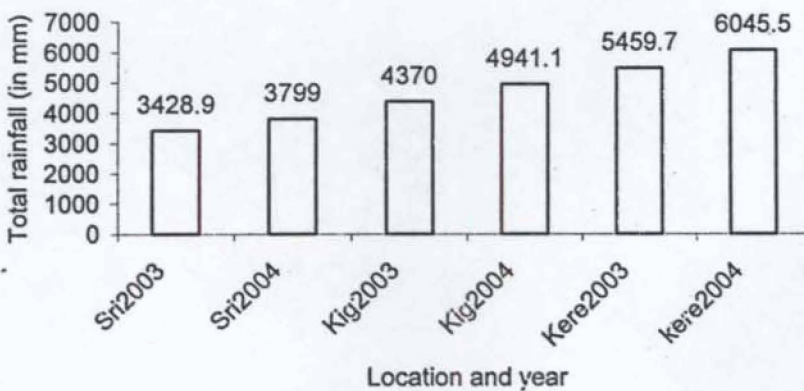 Total rainfall (in mm)
7000
6000
5000
4000
3000
2000
1000
0
3428.9
3799
4370
4941.1
5459.7
6045.5
Sri2003
Sri2004
Kig2003
Kig2004
Kere2003
kere2004
Location and year